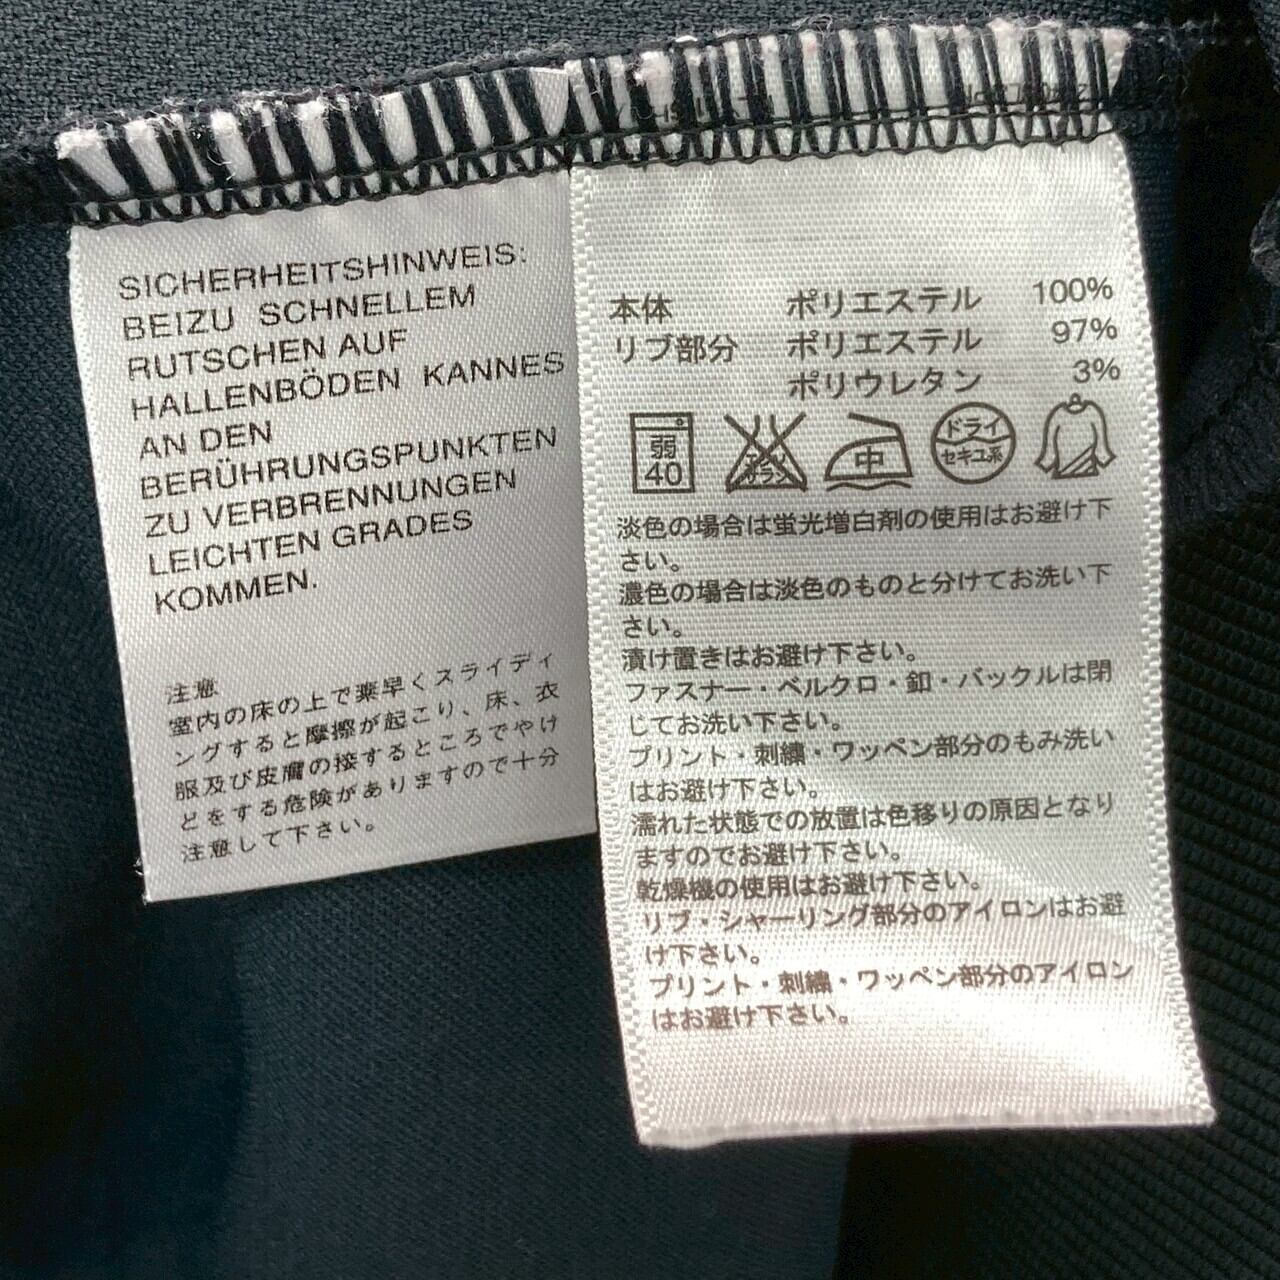 SICHERHEITSHINWEIS:
BEIZU SCHNELLEM
RUTSCHEN AUF
HALLENBÖDEN KANNES
AN DEN
BERÜHRUNGSPUNKTEN
ZU VERBRENNUNGEN
LEICHTEN GRADES
KOMMEN.
注意
室内の床の上で素早くスライディ
ングすると摩擦が起こり、床、衣
服及び皮膚の接するところでやけ
どをする危険がありますので十分
注意して下さい。
本体 ポリエステル 100%
リブ部分 ポリエステル 97%
ポリウレタン 3%
弱 40 中 ドライ セキユ系
淡色の場合は蛍光増白剤の使用はお避け下
さい。
濃色の場合は淡色のものと分けてお洗い下
さい。
漬け置きはお避け下さい。
ファスナー・ベルクロ・釦・バックルは閉
じてお洗い下さい。
プリント・刺繍・ワッペン部分のもみ洗い
はお避け下さい。
濡れた状態での放置は色移りの原因となり
ますのでお避け下さい。
乾燥機の使用はお避け下さい。
リブ・シャーリング部分のアイロンはお避
け下さい。
プリント・刺繍・ワッペン部分のアイロン
はお避け下さい。